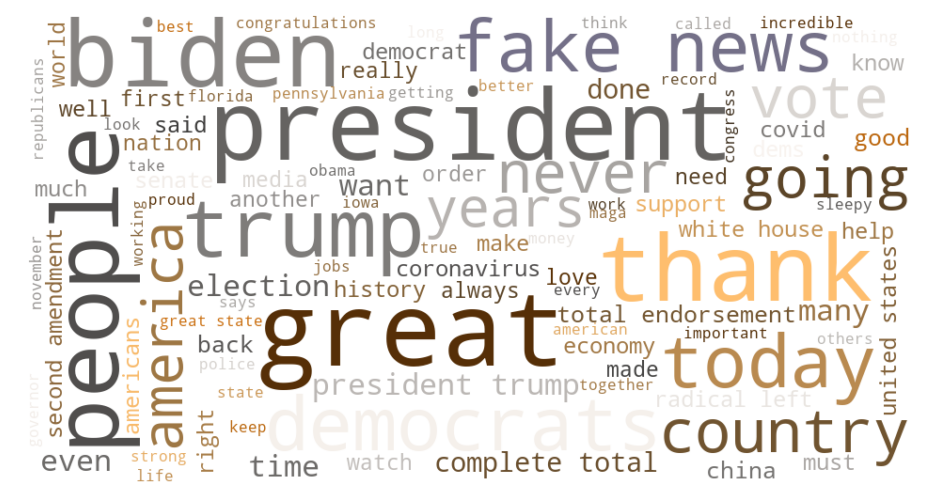 best
congratulations
think
called
incredible
long
nothing
biden
fake news
world
democrat
really
know
republicans
well
first
florida
pennsylvania
getting
better
record
done
vote
president
look
said
nation
congress
covid
good
dems
take
people
much
senate
media
obama
want
order
never
need
going
another
proud
iowa
years
work
maga
support
sleepy
working
america
trump
true
make
money
white house
help
november
second amendment
jobs
coronavirus
thank
election
history
always
love
every
united states
says
great state
great
total endorsement
many
american
important
others
americans
back
economy
police
made
today
governor
state
president trump
together
radical left
right
keep
democrats
country
even
strong
life
time
watch
complete total
china
must